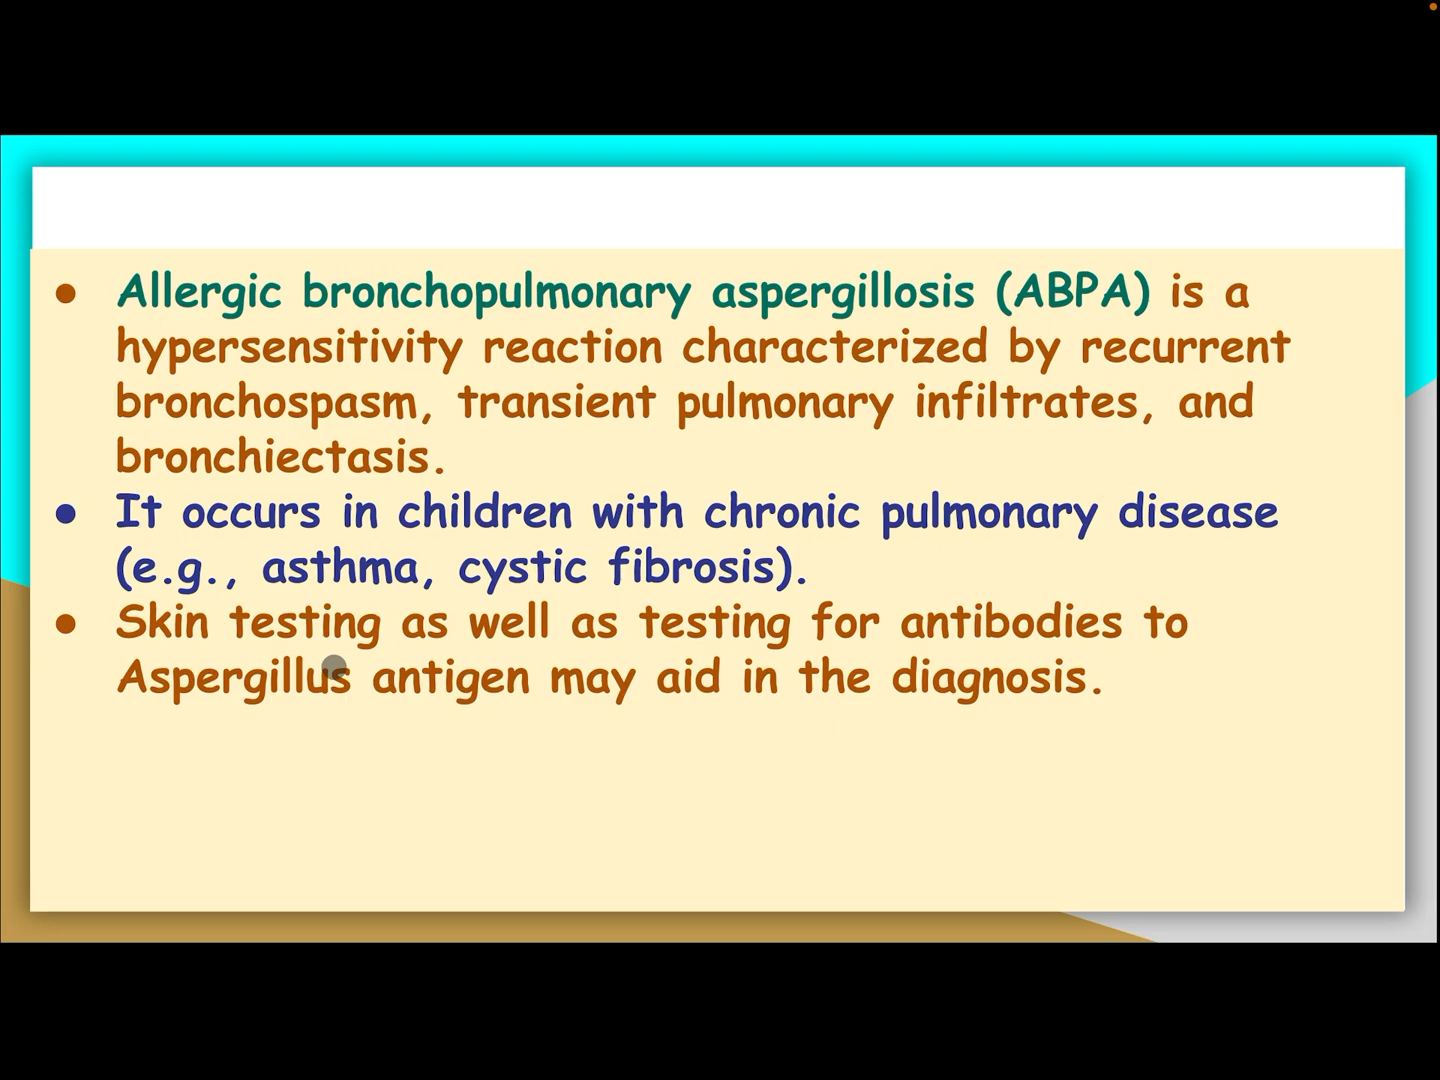 ● Allergic bronchopulmonary aspergillosis (ABPA) is a
hypersensitivity reaction characterized by recurrent
bronchospasm, transient pulmonary infiltrates, and
bronchiectasis.
● It occurs in children with chronic pulmonary disease
(e.g., asthma, cystic fibrosis).
● Skin testing as well as testing for antibodies to
Aspergillus antigen may aid in the diagnosis.